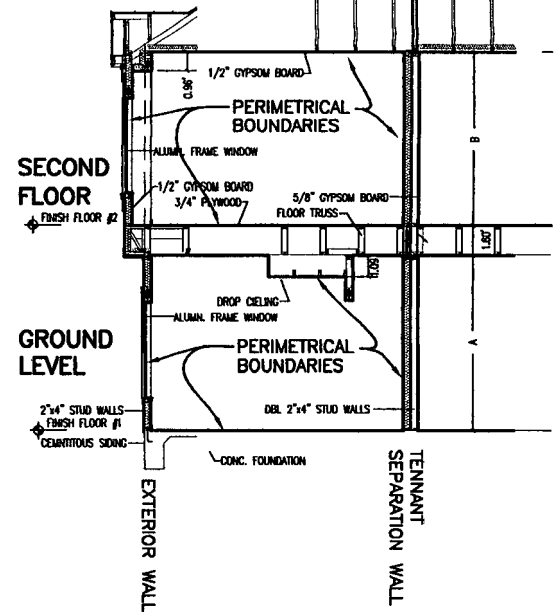 1/2" GYPSOM BOARD
0.96'
PERIMETRICAL
BOUNDARIES
B
ALUMN. FRAME WINDOW
SECOND
FLOOR
1/2" GYPSOM BOARD
3/4" PLYWOOD
5/8" GYPSOM BOARD
FLOOR TRUSS
FINISH FLOOR #2
1.60'
1.09'
DROP CIELING
ALUMN. FRAME WINDOW
GROUND
LEVEL
PERIMETRICAL
BOUNDARIES
A
2"x4" STUD WALLS
DBL 2"x4" STUD WALLS
FINISH FLOOR #1
CEMNTITOUS SIDING
CONC. FOUNDATION
EXTERIOR WALL
TENNANT
SEPARATION WALL